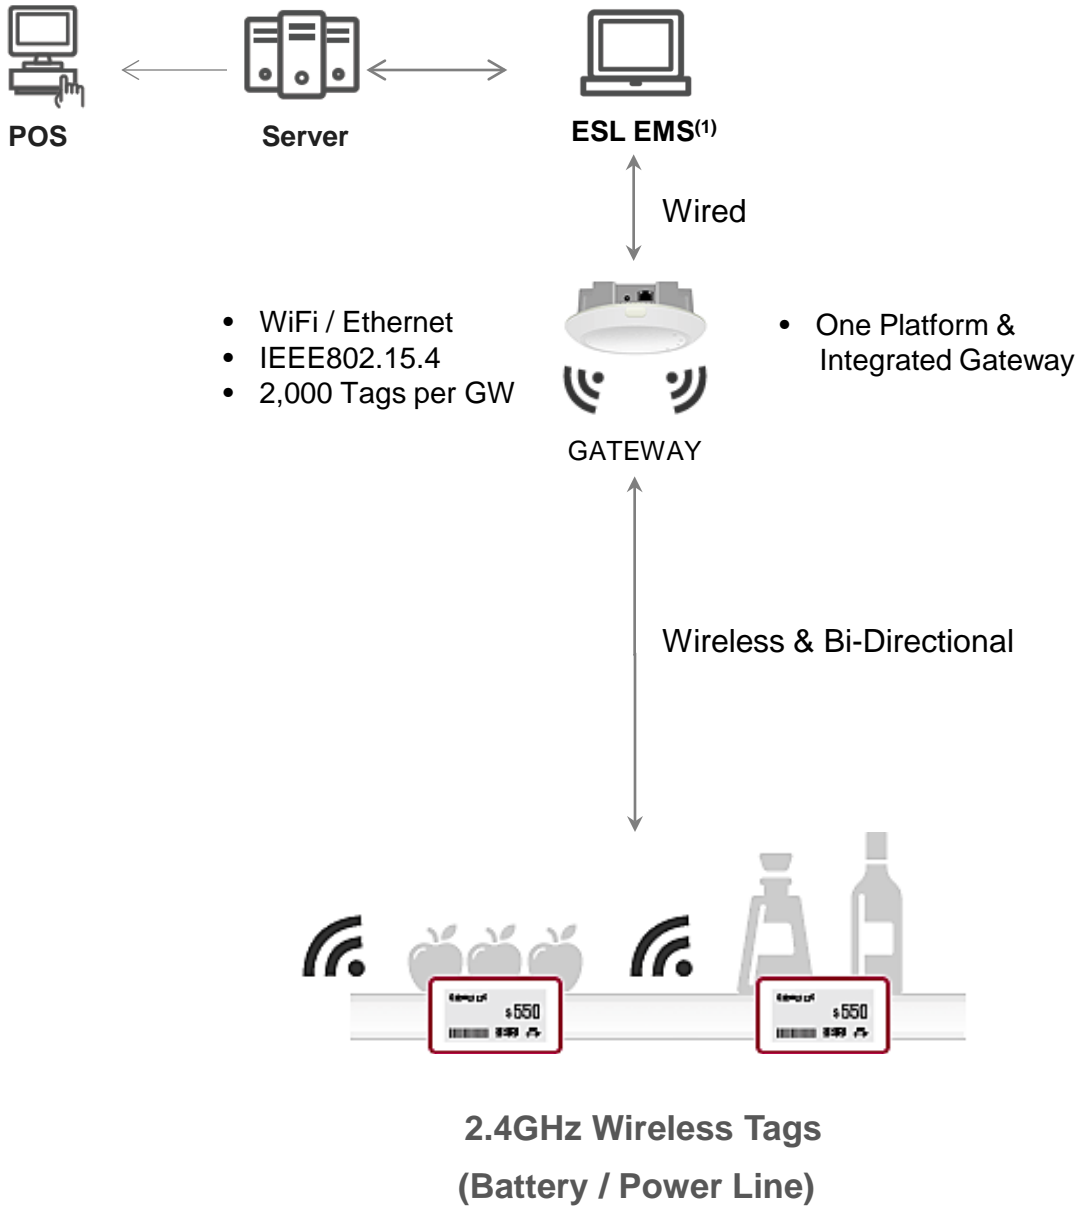 POS
Server
ESL EMS(1)
Wired
• WiFi / Ethernet
• IEEE802.15.4
• 2,000 Tags per GW
• One Platform &
Integrated Gateway
GATEWAY
Wireless & Bi-Directional
$550
$550
2.4GHz Wireless Tags
(Battery / Power Line)